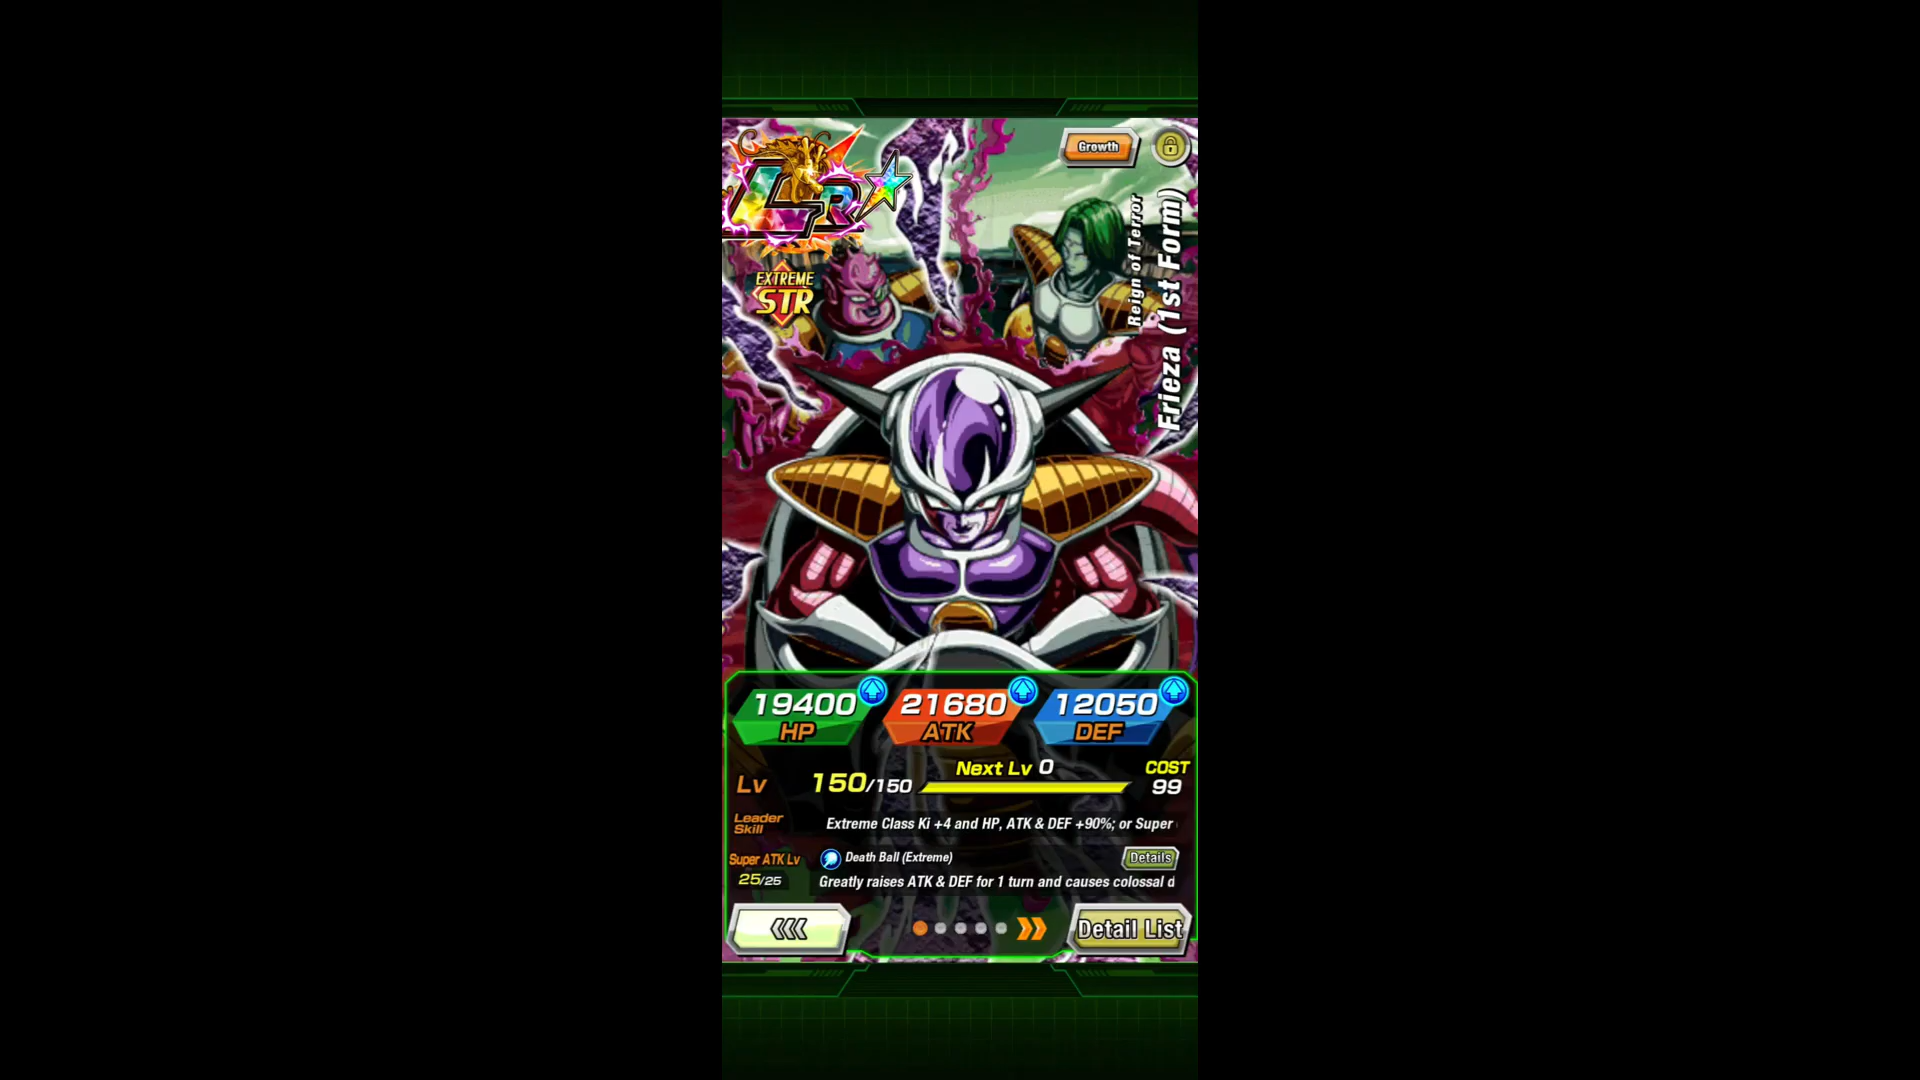 LR
Growth
EXTREME
STR
Reign of Terror
Frieza (1st Form)
19400
HP
21680
ATK
12050
DEF
Lv 150/150
Next Lv 0
COST
99
Leader
Skill
Extreme Class Ki +4 and HP, ATK & DEF +90%; or Super
Super ATK Lv
25/25
Death Ball (Extreme)
Details
Greatly raises ATK & DEF for 1 turn and causes colossal d
Detail List